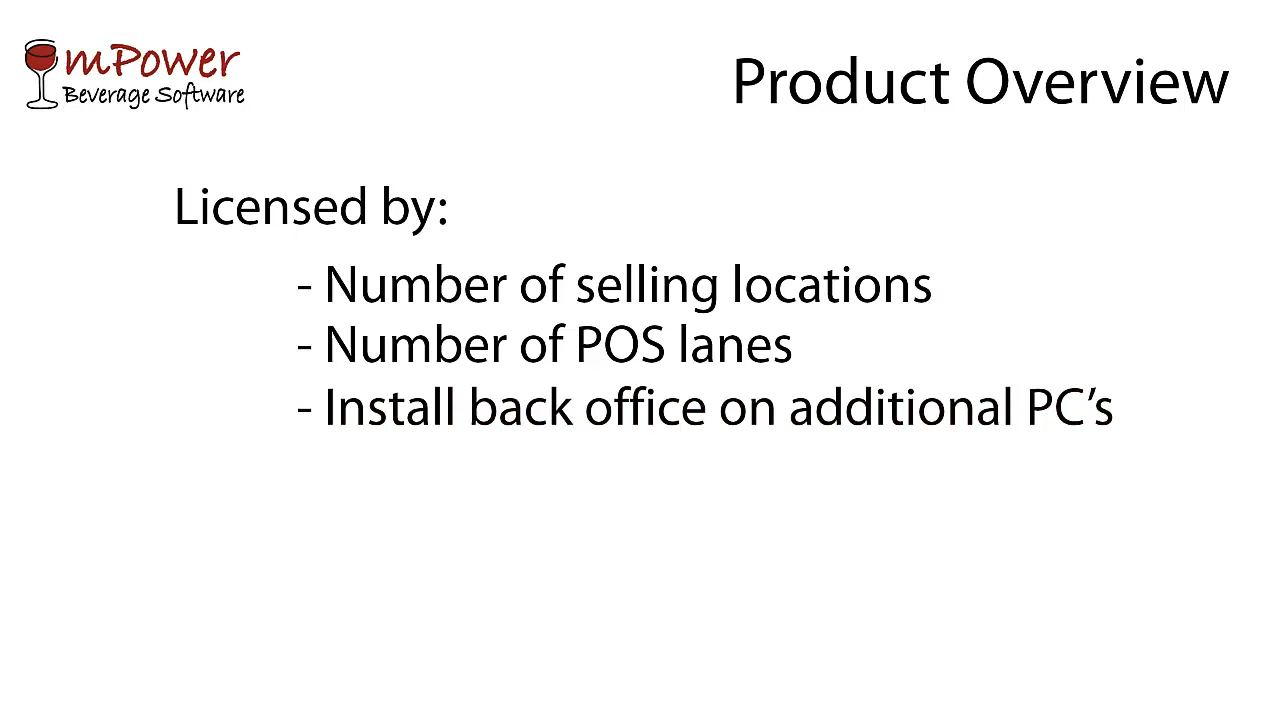 mPower
Beverage Software
Product Overview
Licensed by:
- Number of selling locations
- Number of POS lanes
- Install back office on additional PC’s